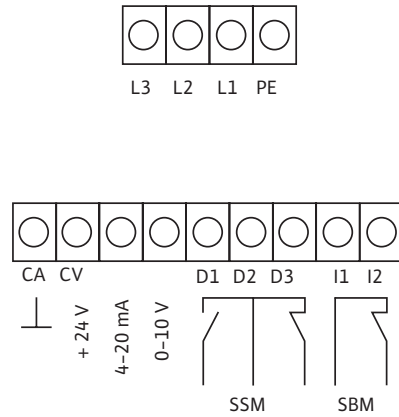 L3 L2 L1 PE
CA CV D1 D2 D3 I1 I2
+ 24 V
4–20 mA
0–10 V
SSM SBM